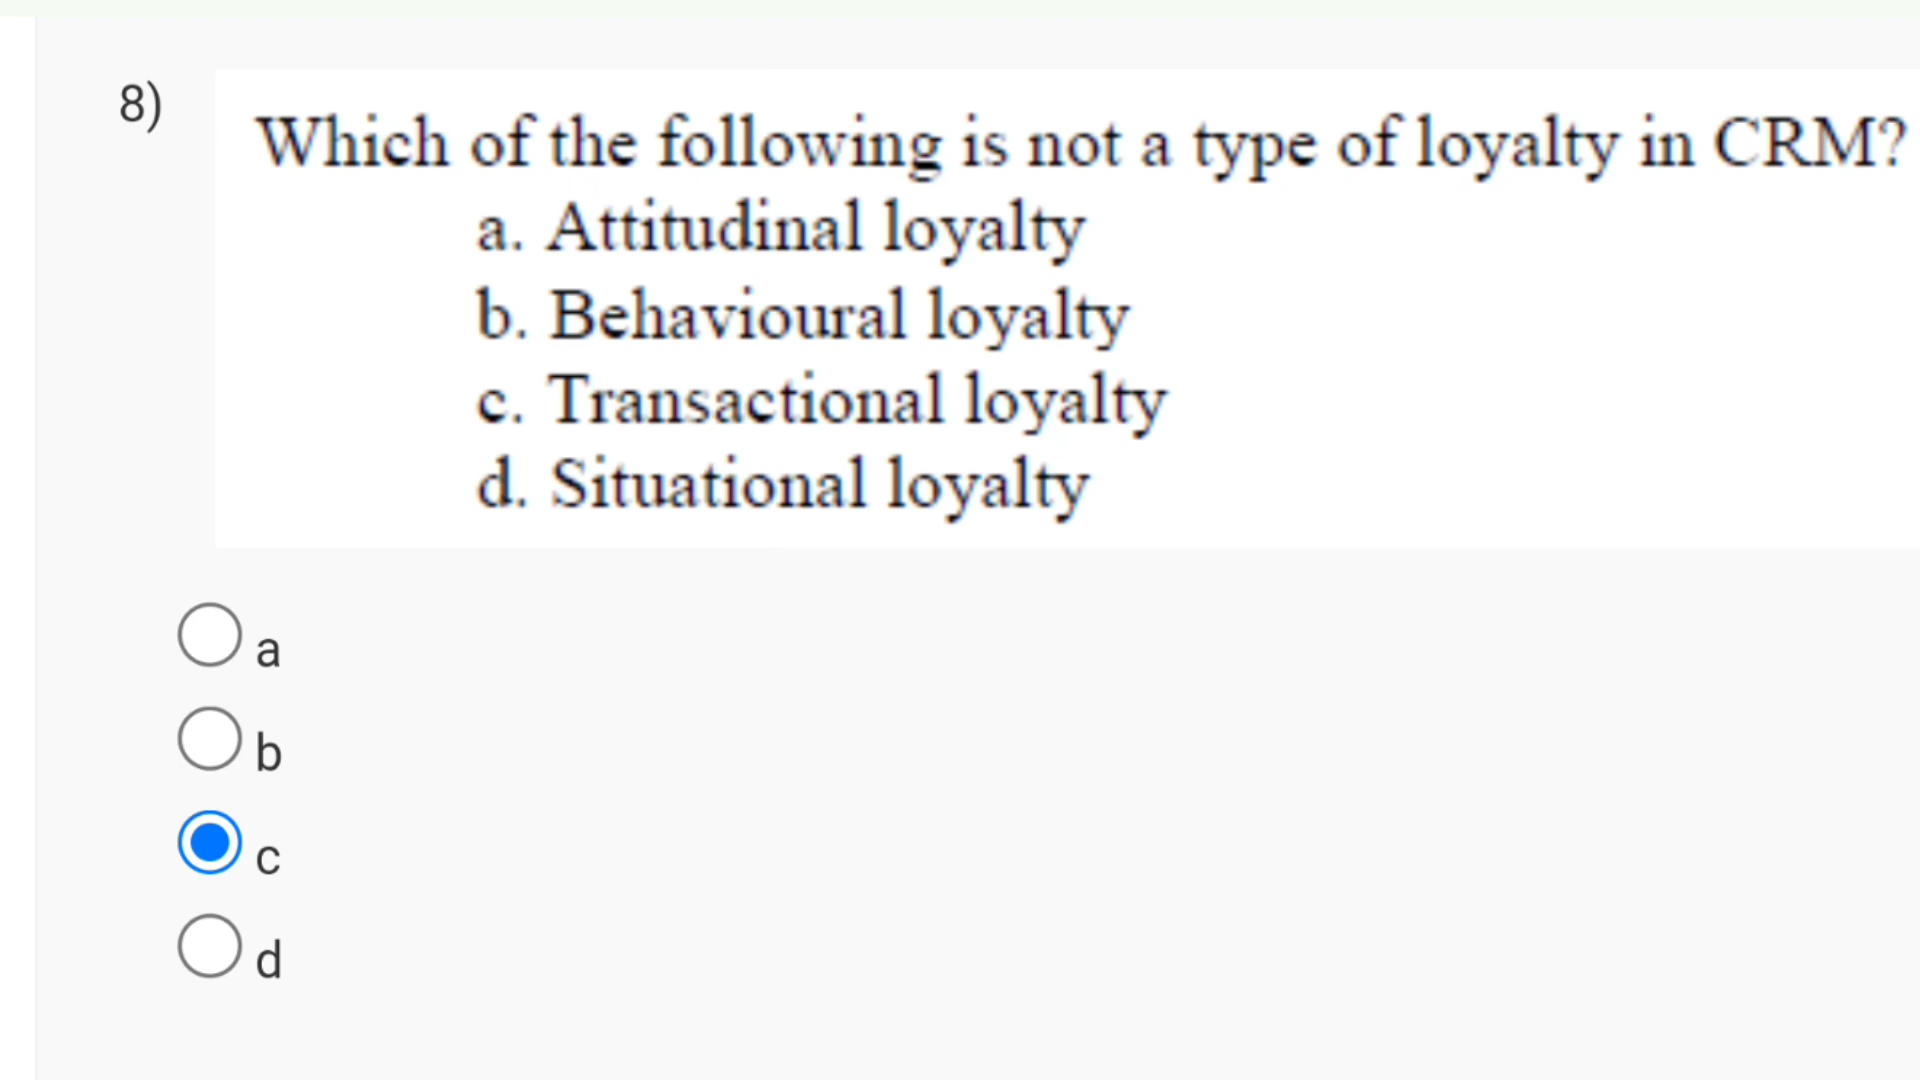 8)
Which of the following is not a type of loyalty in CRM?
a. Attitudinal loyalty
b. Behavioural loyalty
c. Transactional loyalty
d. Situational loyalty
a
b
c
d